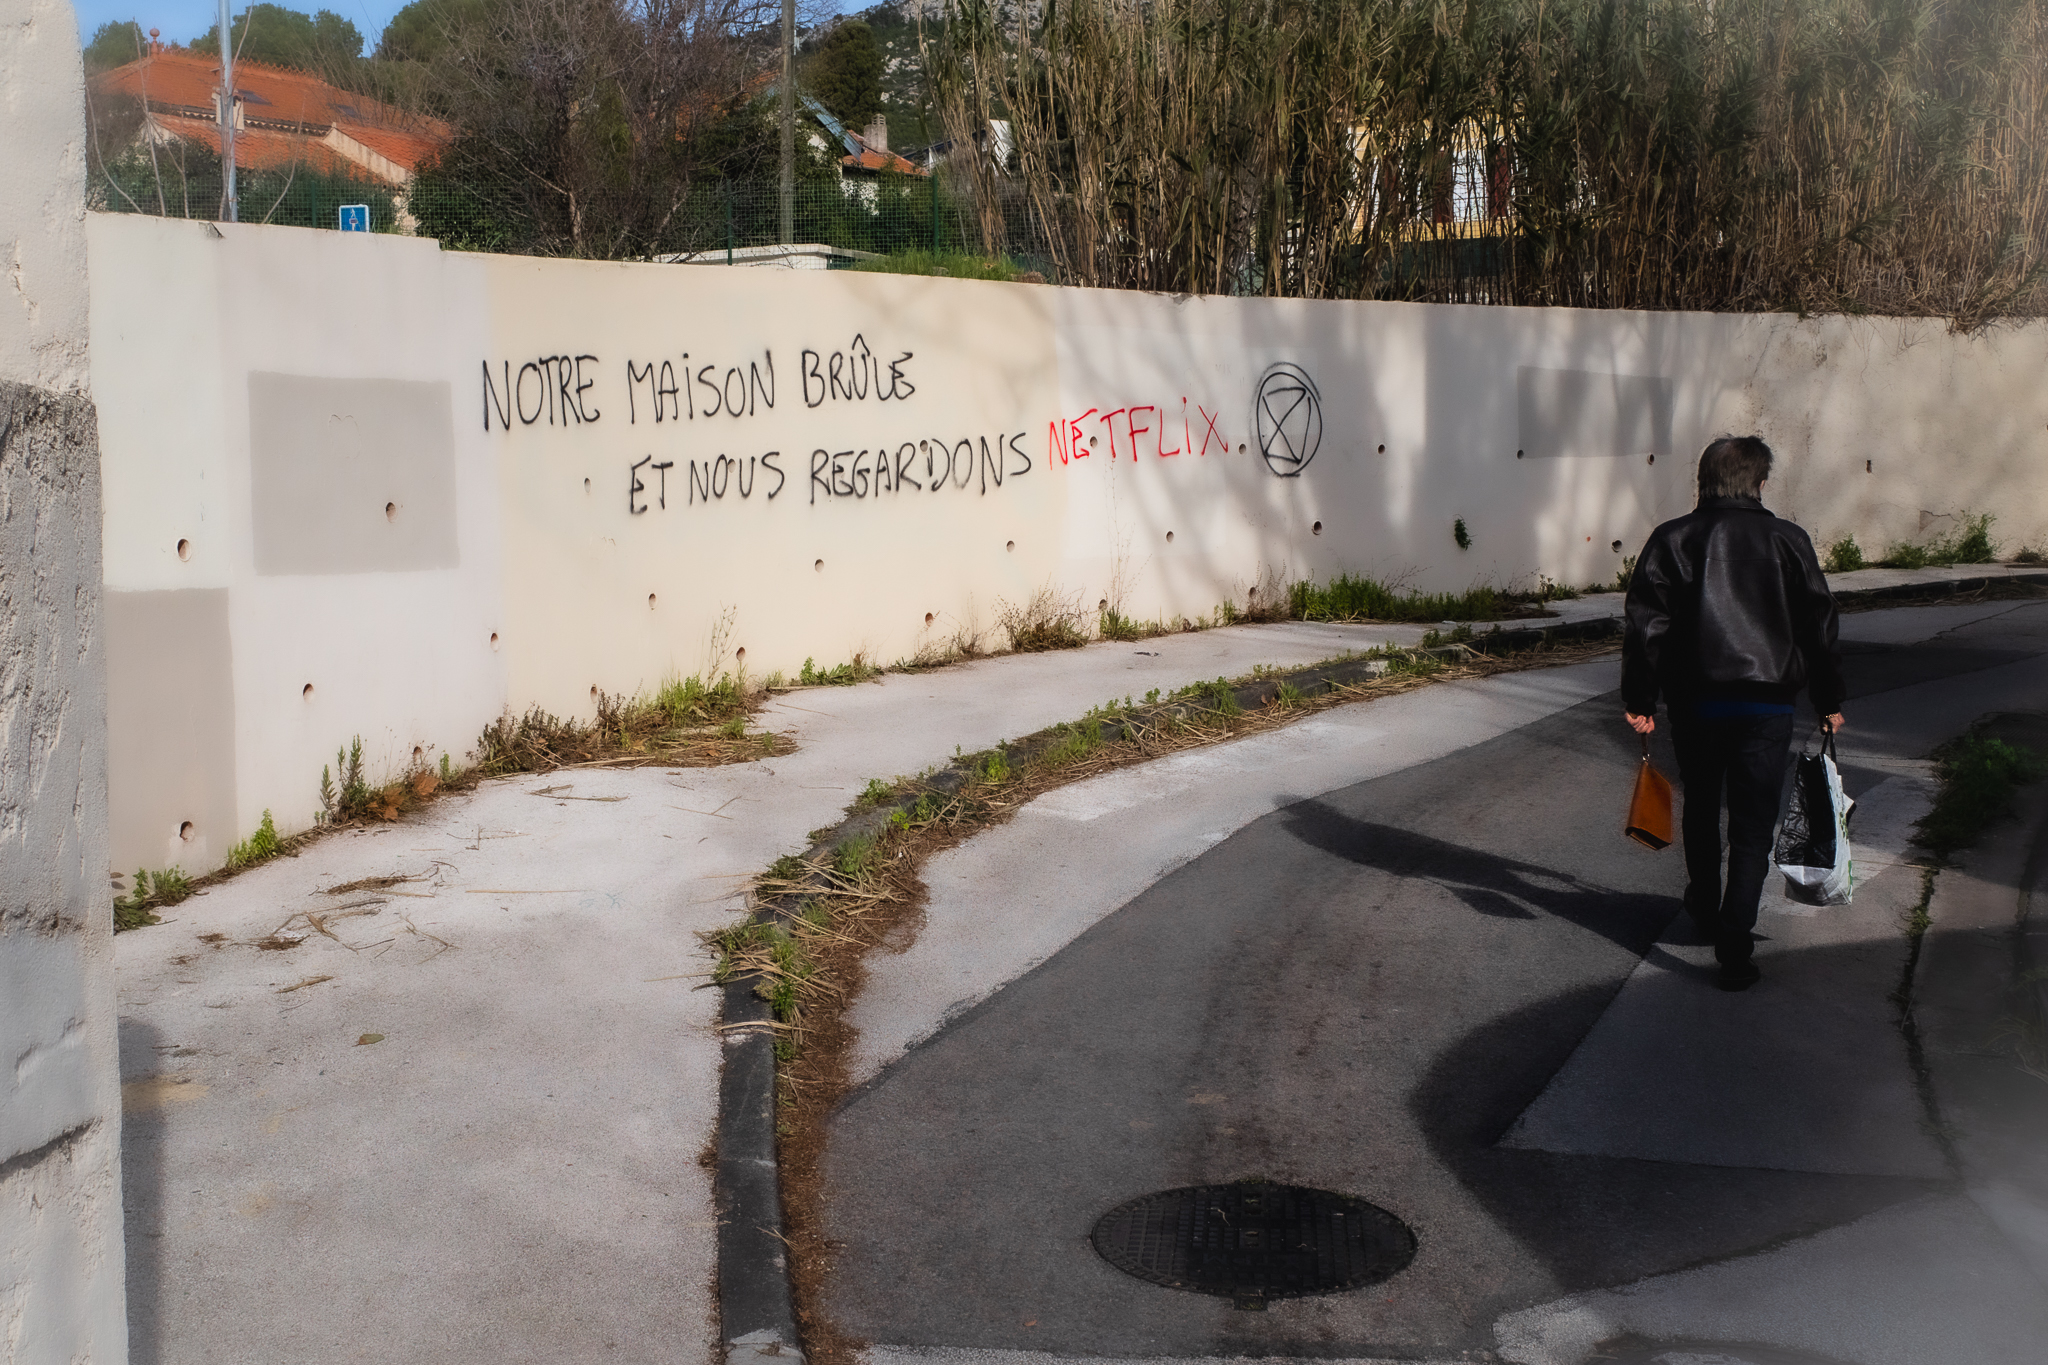 NOTRE MAiSON BRÛLE
ET NOUS REGARDONS NETFLiX.